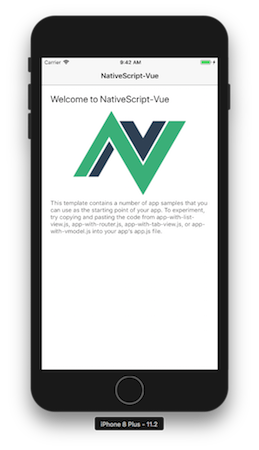 Carrier
9:42 AM
NativeScript-Vue
Welcome to NativeScript-Vue
This template contains a number of app samples that you
can use as the starting point of your app. To experiment,
try copying and pasting the code from app-with-list-
view.js, app-with-router.js, app-with-tab-view.js, or app-
with-vmodel.js into your app's app.js file.
iPhone 8 Plus - 11.2